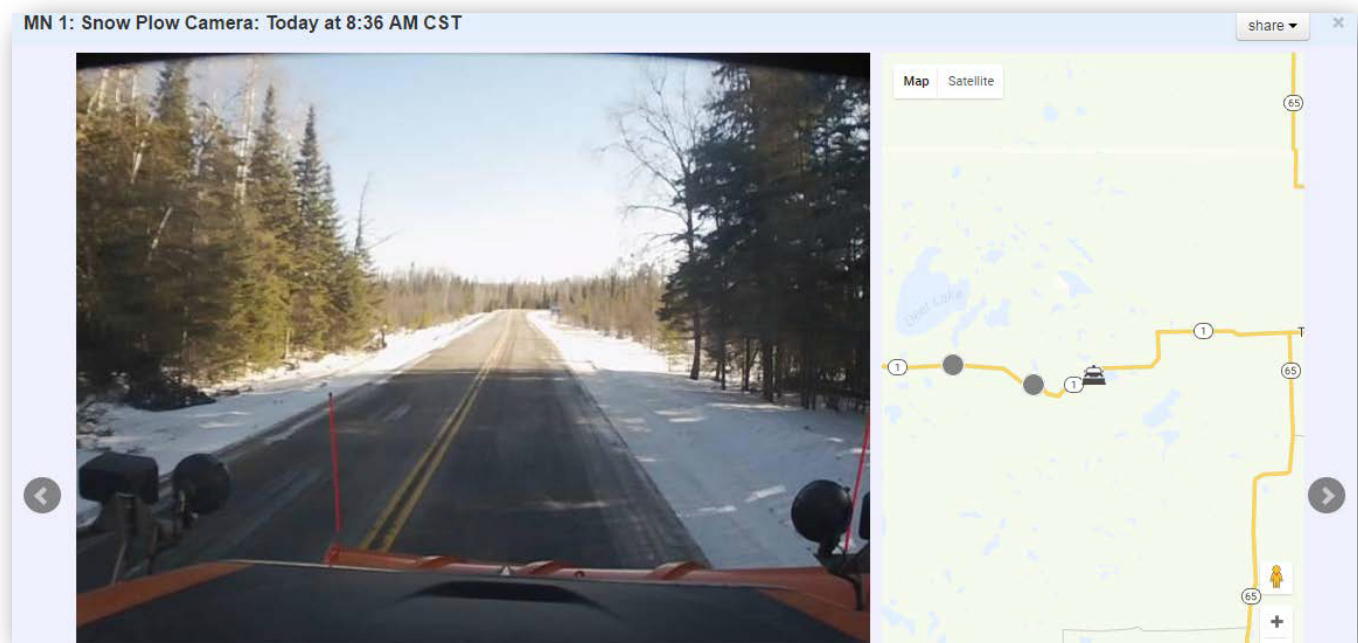 MN 1: Snow Plow Camera: Today at 8:36 AM CST
share
Map
Satellite
65
Deer Lake
1
T
1
1
65
65